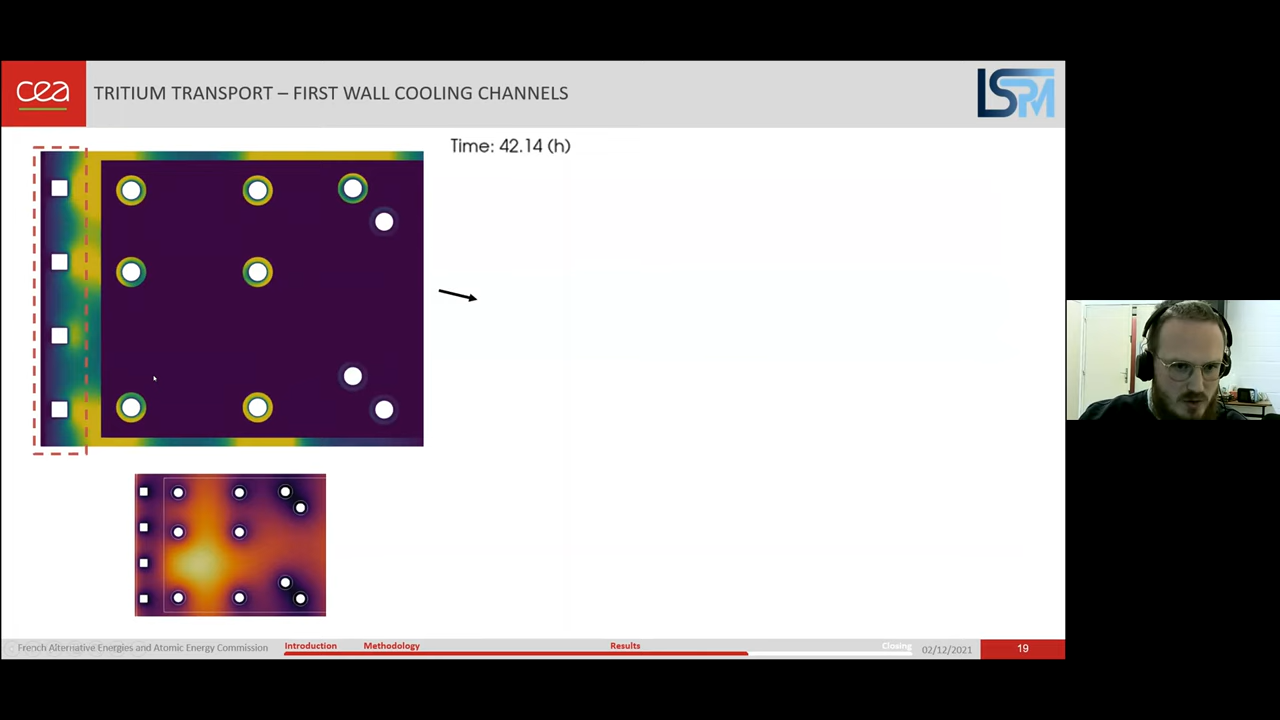 cea
TRITIUM TRANSPORT – FIRST WALL COOLING CHANNELS
LSPM
Time: 42.14 (h)
French Alternative Energies and Atomic Energy Commission
Introduction
Methodology
Results
Closing
02/12/2021
19